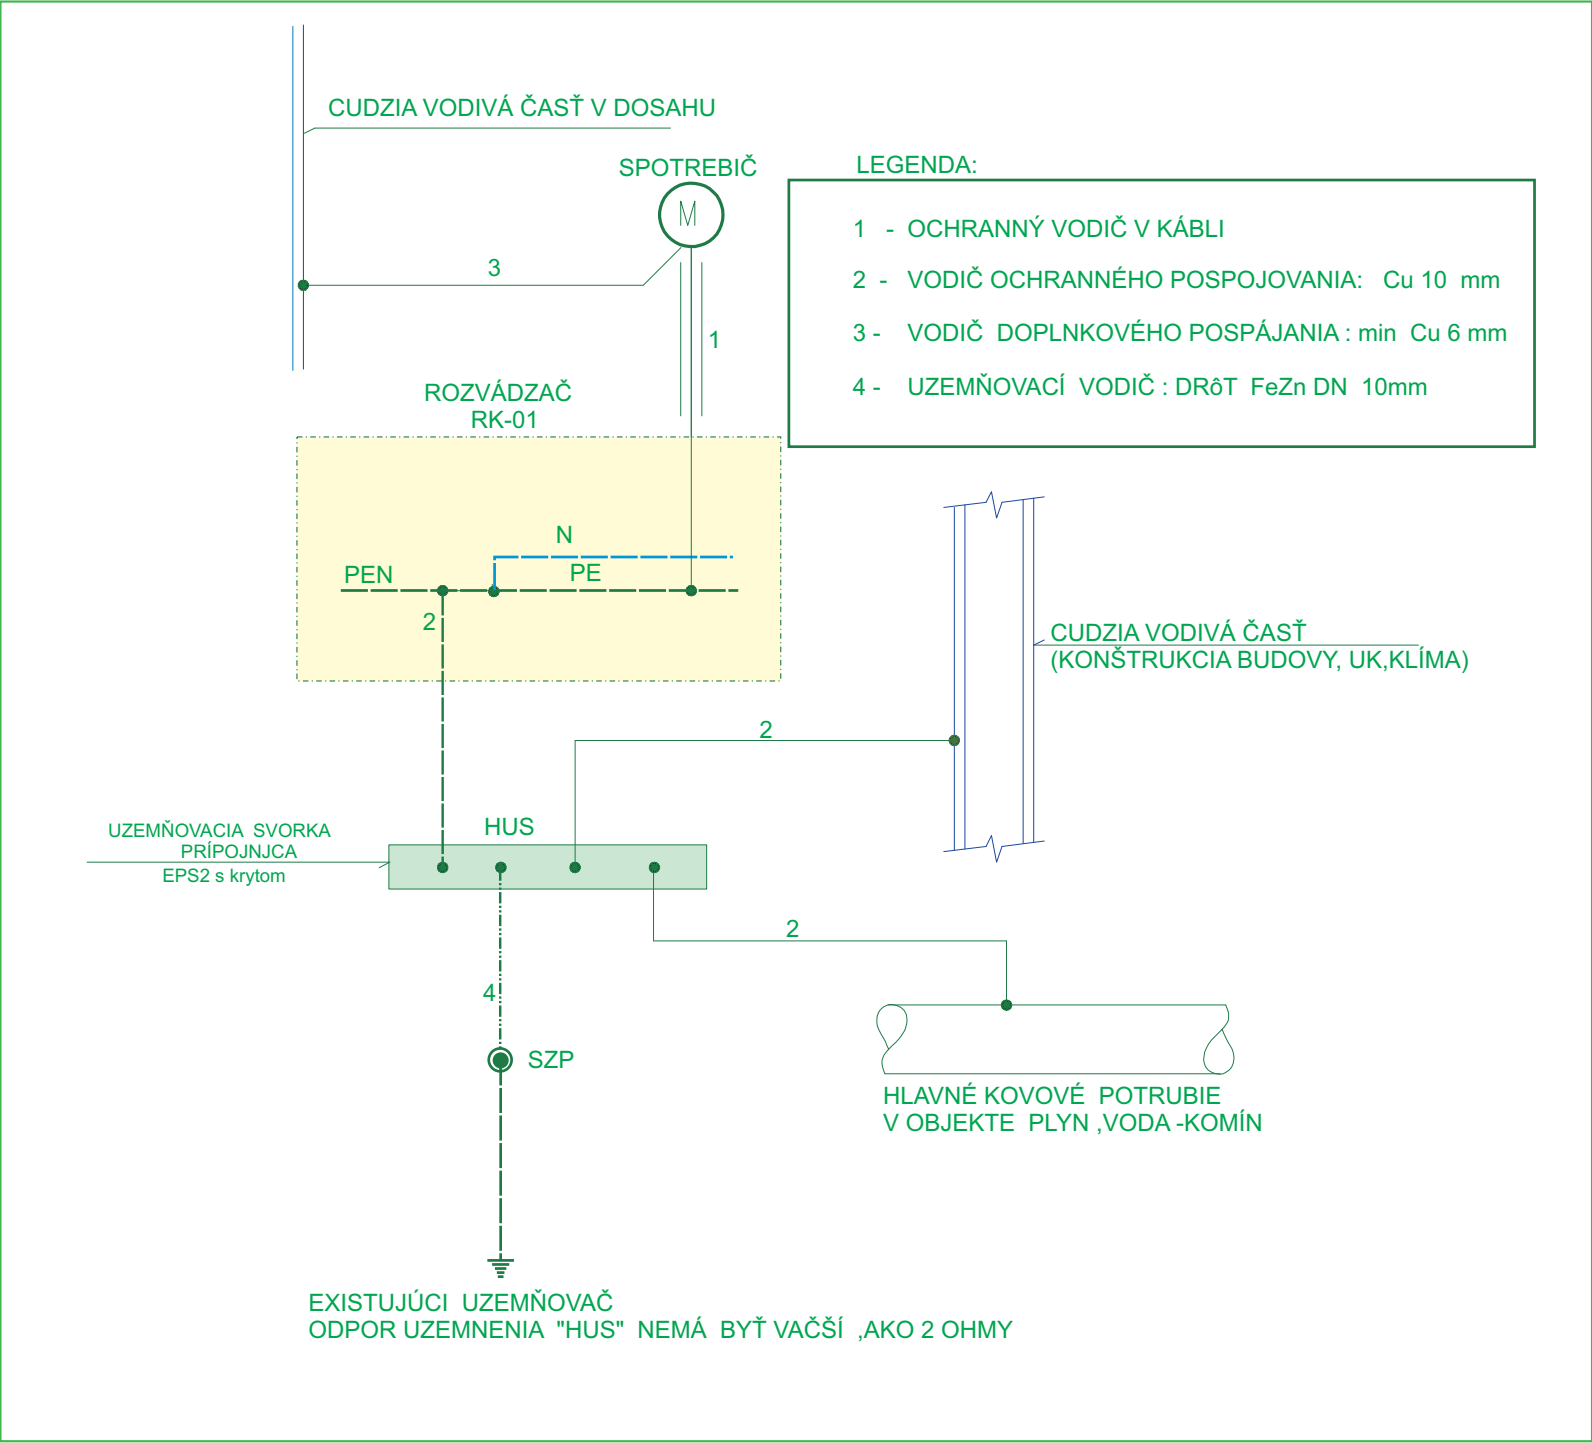 CUDZIA VODIVÁ ČASŤ V DOSAHU
SPOTREBIČ
M
LEGENDA:
1 - OCHRANNÝ VODIČ V KÁBLI
2 - VODIČ OCHRANNÉHO POSPOJOVANIA: Cu 10 mm
3 - VODIČ DOPLNKOVÉHO POSPÁJANIA : min Cu 6 mm
4 - UZEMŇOVACÍ VODIČ : DRôT FeZn DN 10mm
3
1
ROZVÁDZAČ
RK-01
N
PEN
PE
2
CUDZIA VODIVÁ ČASŤ
(KONŠTRUKCIA BUDOVY, UK,KLÍMA)
2
HUS
UZEMŇOVACIA SVORKA
PRÍPOJNJCA
EPS2 s krytom
2
4
SZP
HLAVNÉ KOVOVÉ POTRUBIE
V OBJEKTE PLYN ,VODA -KOMÍN
EXISTUJÚCI UZEMŇOVAČ
ODPOR UZEMNENIA "HUS" NEMÁ BYŤ VAČŠÍ ,AKO 2 OHMY